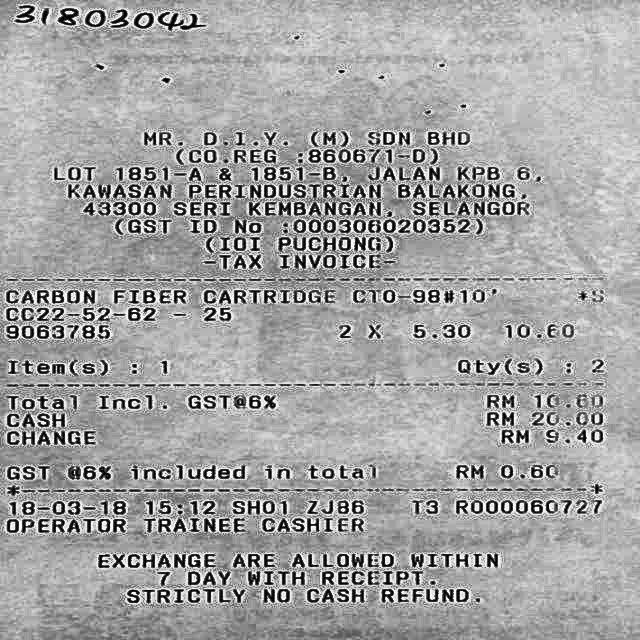 31803042
MR. D.I.Y. (M) SDN BHD
(CO.REG :860671-D)
LOT 1851-A & 1851-B, JALAN KPB 6,
KAWASAN PERINDUSTRIAN BALAKONG,
43300 SERI KEMBANGAN, SELANGOR
(GST ID No :000306020352)
(IOI PUCHONG)
-TAX INVOICE-
CARBON FIBER CARTRIDGE CTO-98#10' *S
CC22-52-62 - 25
9063785 2 X 5.30 10.60
Item(s) : 1 Qty(s) : 2
Total Incl. GST@6% RM 10.60
CASH RM 20.00
CHANGE RM 9.40
GST @6% included in total RM 0.60
*--------------------------------------*
18-03-18 15:12 SH01 ZJ86 T3 R000060727
OPERATOR TRAINEE CASHIER
EXCHANGE ARE ALLOWED WITHIN
7 DAY WITH RECEIPT.
STRICTLY NO CASH REFUND.